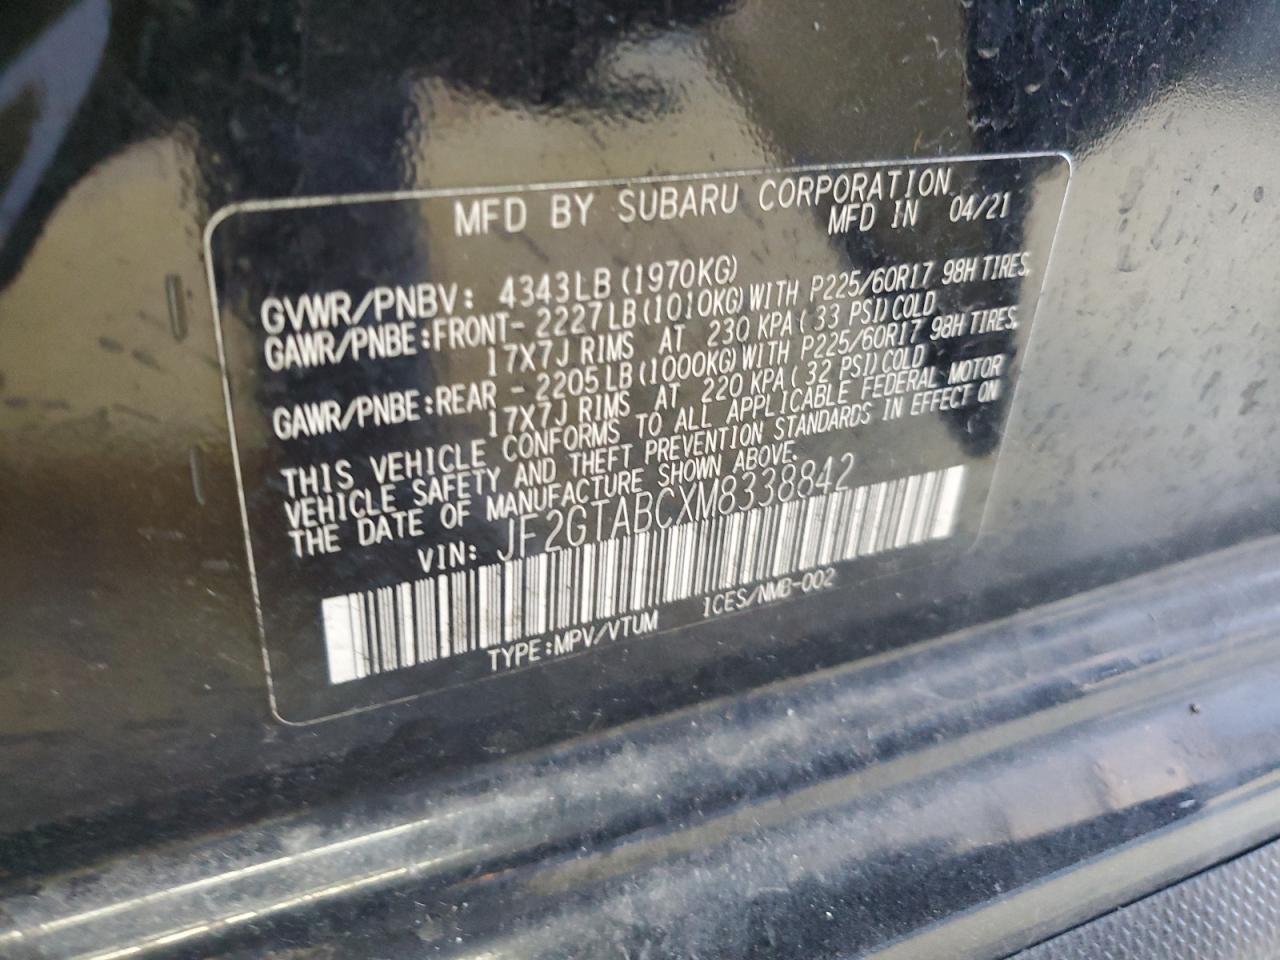 MFD BY SUBARU CORPORATION
MFD IN 04/21
GVWR/PNBV: 4343LB (1970KG)
GAWR/PNBE:FRONT- 2227LB(1010KG)WITH P225/60R17 98H TIRES,
17X7J RIMS AT 230 KPA(33 PSI)COLD
GAWR/PNBE:REAR - 2205LB(1000KG)WITH P225/60R17 98H TIRES,
17X7J RIMS AT 220 KPA(32 PSI)COLD
THIS VEHICLE CONFORMS TO ALL APPLICABLE FEDERAL MOTOR
VEHICLE SAFETY AND THEFT PREVENTION STANDARDS IN EFFECT ON
THE DATE OF MANUFACTURE SHOWN ABOVE.
VIN: JF2GTABCXM8338842
TYPE:MPV/VTUM ICES/NMB-002